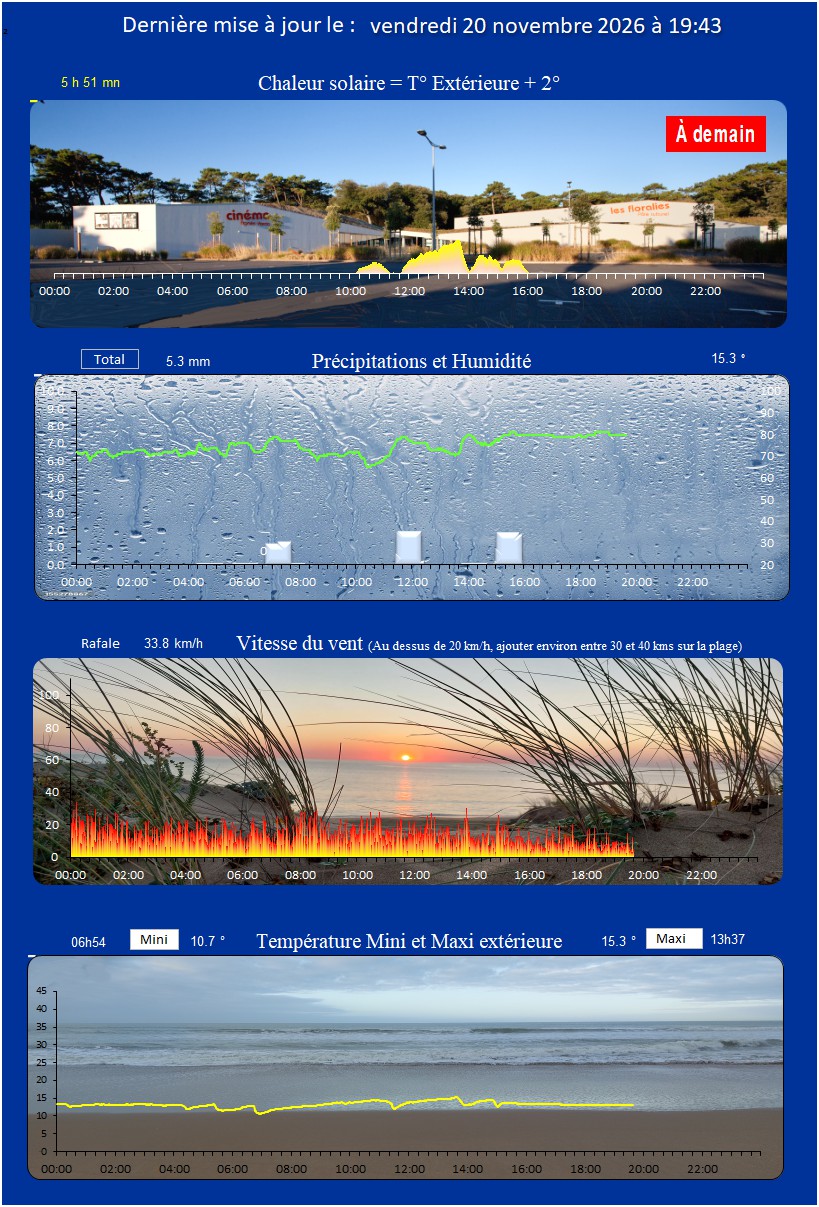 Dernière mise à jour le : vendredi 20 novembre 2026 à 19:43
5 h 51 mn Chaleur solaire = T° Extérieure + 2°
À demain
cinéma
les floralies
00:00 02:00 04:00 06:00 08:00 10:00 12:00 14:00 16:00 18:00 20:00 22:00
Total 5.3 mm Précipitations et Humidité 15.3 °
10.0 100
9.0 90
8.0 80
7.0 70
6.0 60
5.0 50
4.0 40
3.0
2.0 30
1.0
0
0.0 20
00:00 02:00 04:00 06:00 08:00 10:00 12:00 14:00 16:00 18:00 20:00 22:00
Rafale 33.8 km/h Vitesse du vent (Au dessus de 20 km/h, ajouter environ entre 30 et 40 kms sur la plage)
100
80
60
40
20
0
00:00 02:00 04:00 06:00 08:00 10:00 12:00 14:00 16:00 18:00 20:00 22:00
06h54 Mini 10.7 ° Température Mini et Maxi extérieure 15.3 ° Maxi 13h37
45
40
35
30
25
20
15
10
5
0
00:00 02:00 04:00 06:00 08:00 10:00 12:00 14:00 16:00 18:00 20:00 22:00